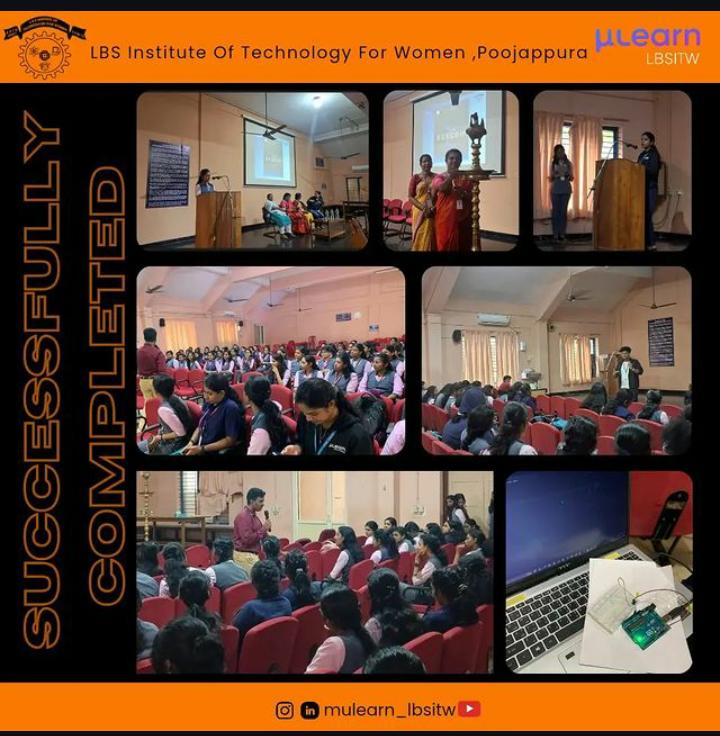 LBS Institute Of Technology For Women ,Poojappura
µLearn
LBSITW
SUCCESSFULLY
COMPLETED
mulearn_lbsitw